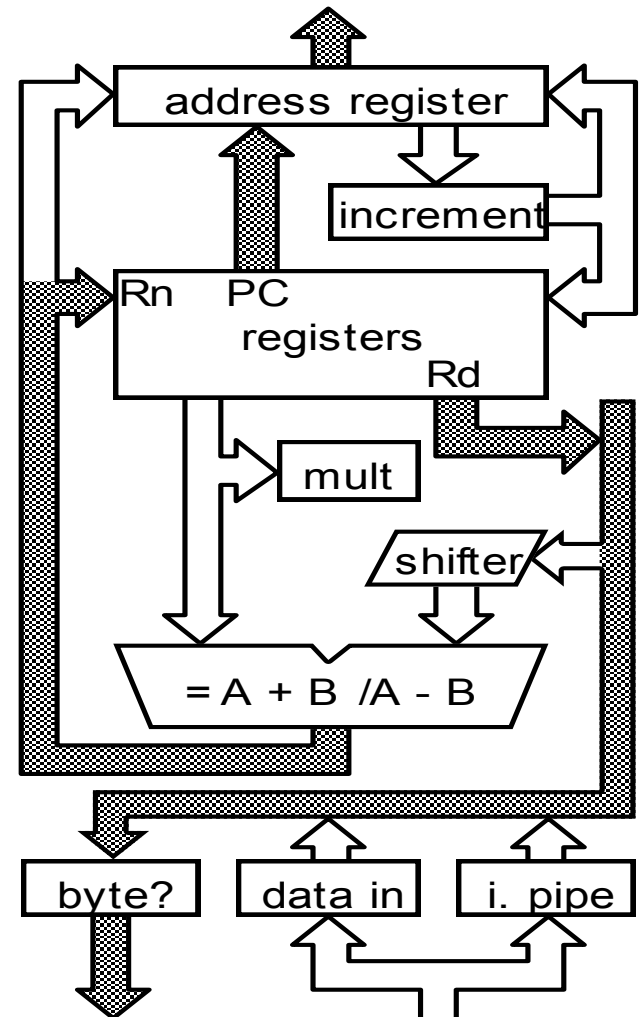 address register
increment
Rn PC
registers
Rd
mult
shifter
= A + B /A - B
byte?
data in
i. pipe